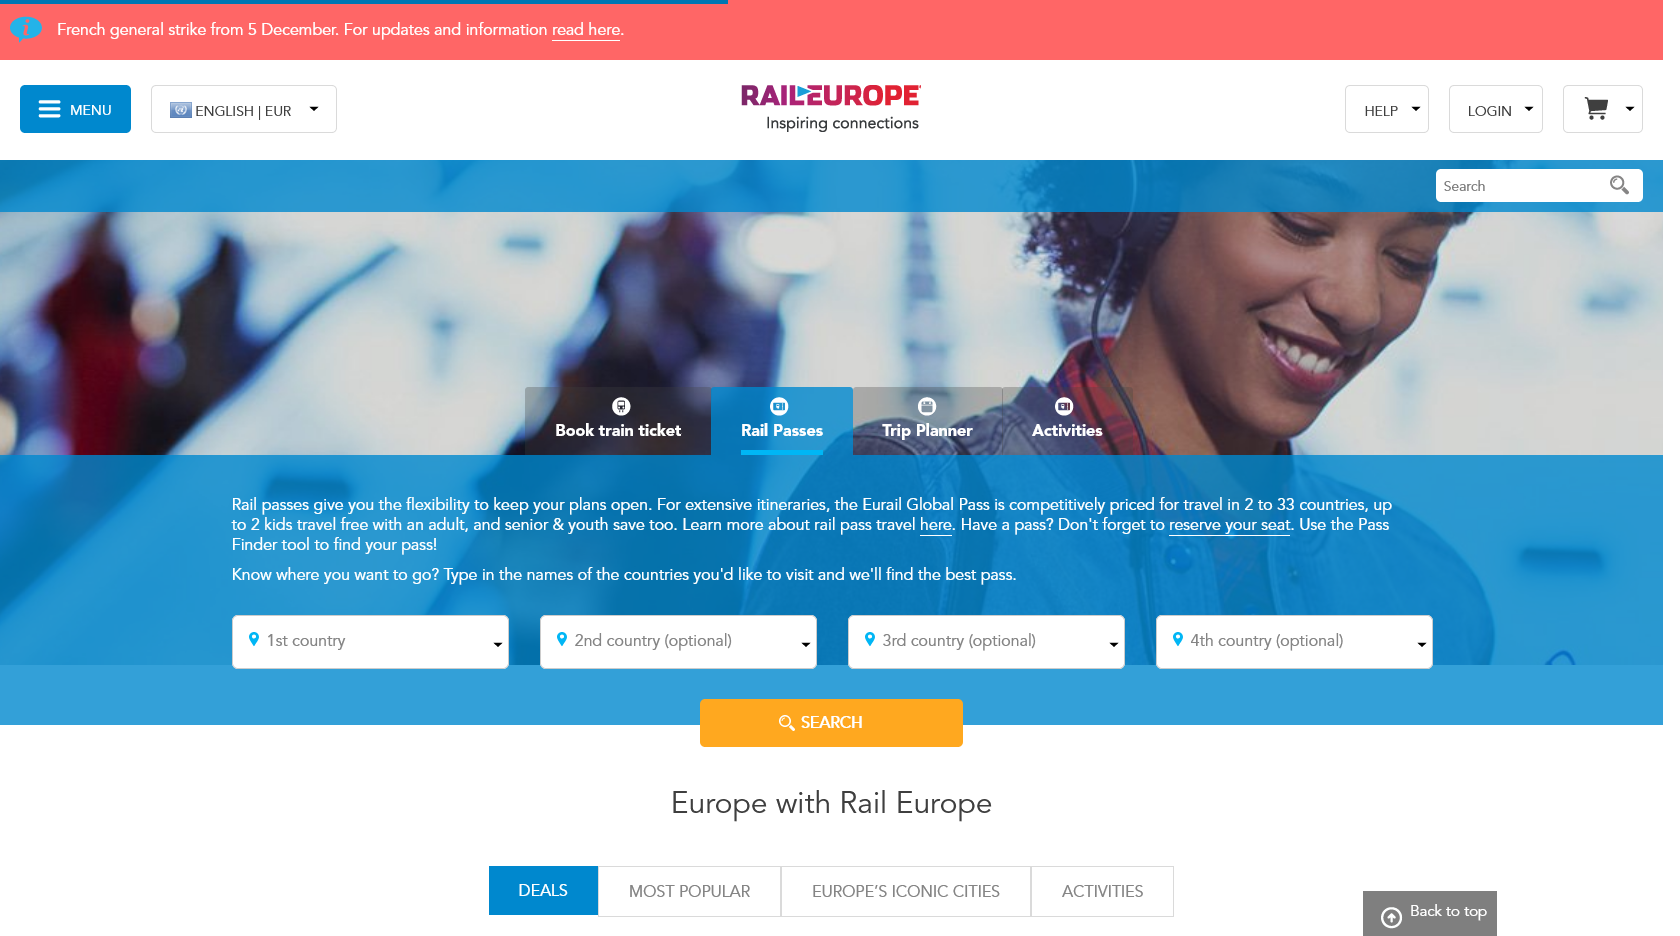 French general strike from 5 December. For updates and information read here.
MENU
ENGLISH | EUR
RAILEUROPE
Inspiring connections
HELP
LOGIN
Search
Book train ticket
Rail Passes
Trip Planner
Activities
Rail passes give you the flexibility to keep your plans open. For extensive itineraries, the Eurail Global Pass is competitively priced for travel in 2 to 33 countries, up
to 2 kids travel free with an adult, and senior & youth save too. Learn more about rail pass travel here. Have a pass? Don't forget to reserve your seat. Use the Pass
Finder tool to find your pass!
Know where you want to go? Type in the names of the countries you'd like to visit and we'll find the best pass.
1st country
2nd country (optional)
3rd country (optional)
4th country (optional)
SEARCH
Europe with Rail Europe
DEALS
MOST POPULAR
EUROPE’S ICONIC CITIES
ACTIVITIES
Back to top